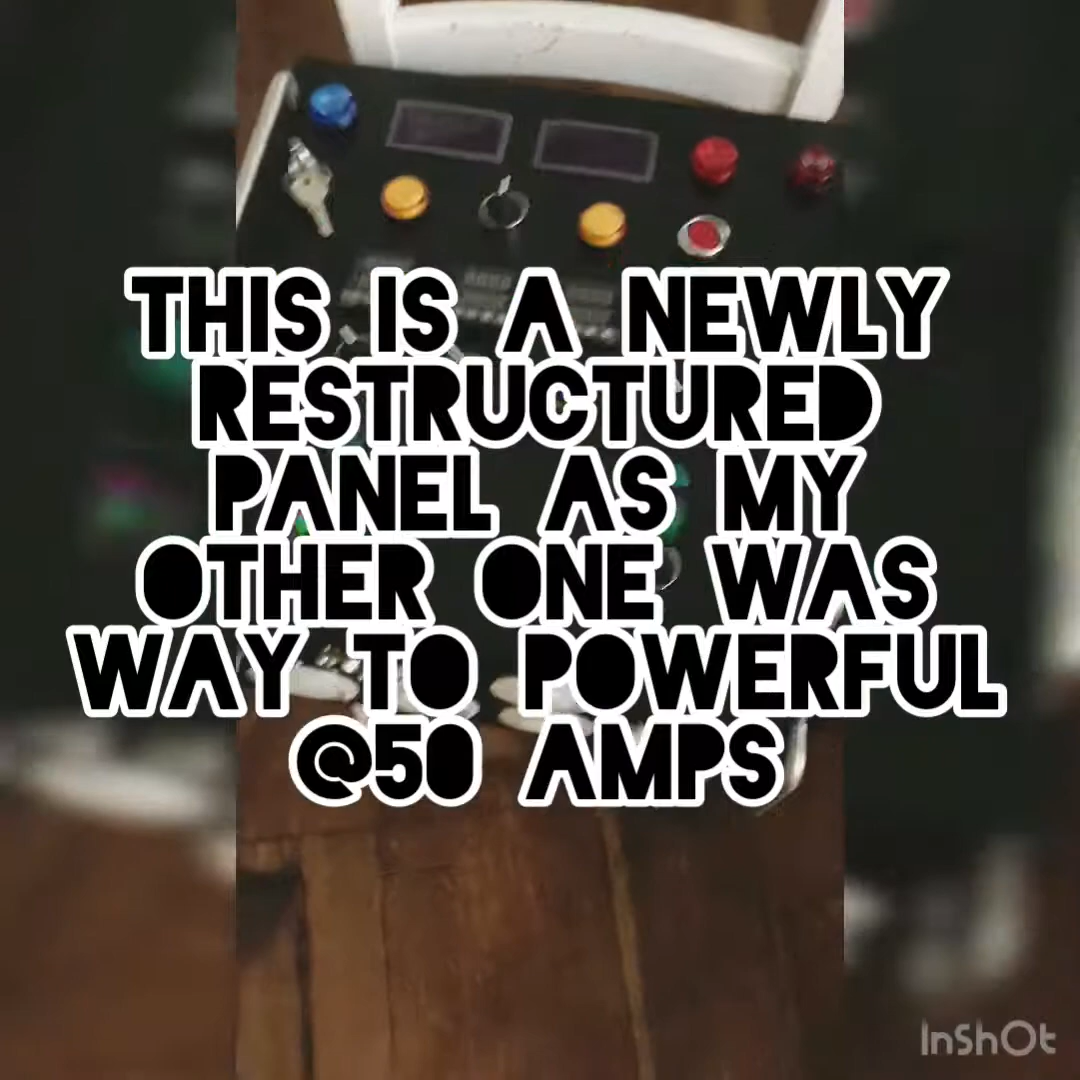 THIS IS A NEWLY
RESTRUCTURED
PANEL AS MY
OTHER ONE WAS
WAY TO POWERFUL
@50 AMPS
InShOt